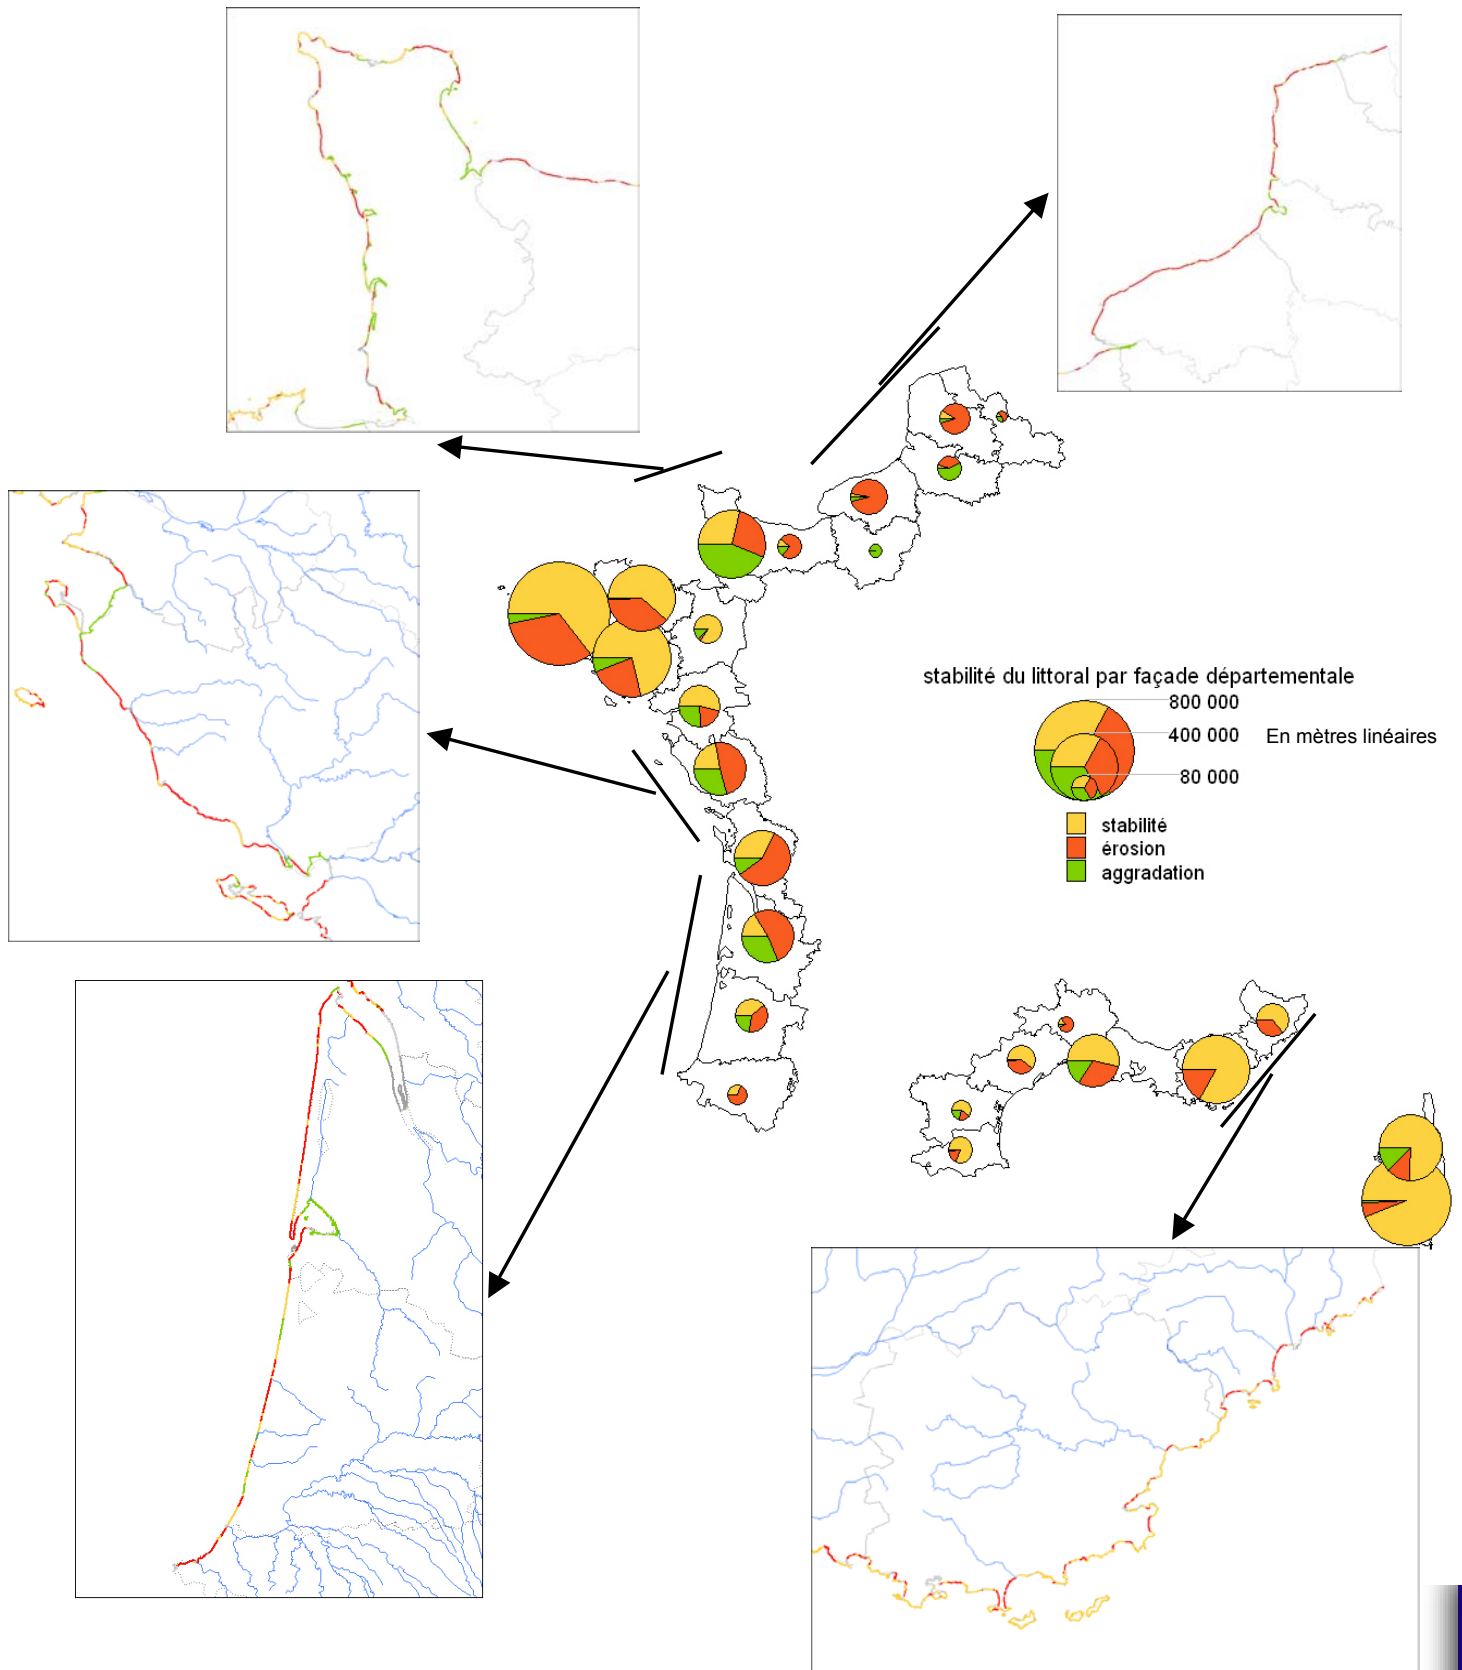 stabilité du littoral par façade départementale
800 000
400 000
En mètres linéaires
80 000
stabilité
érosion
aggradation